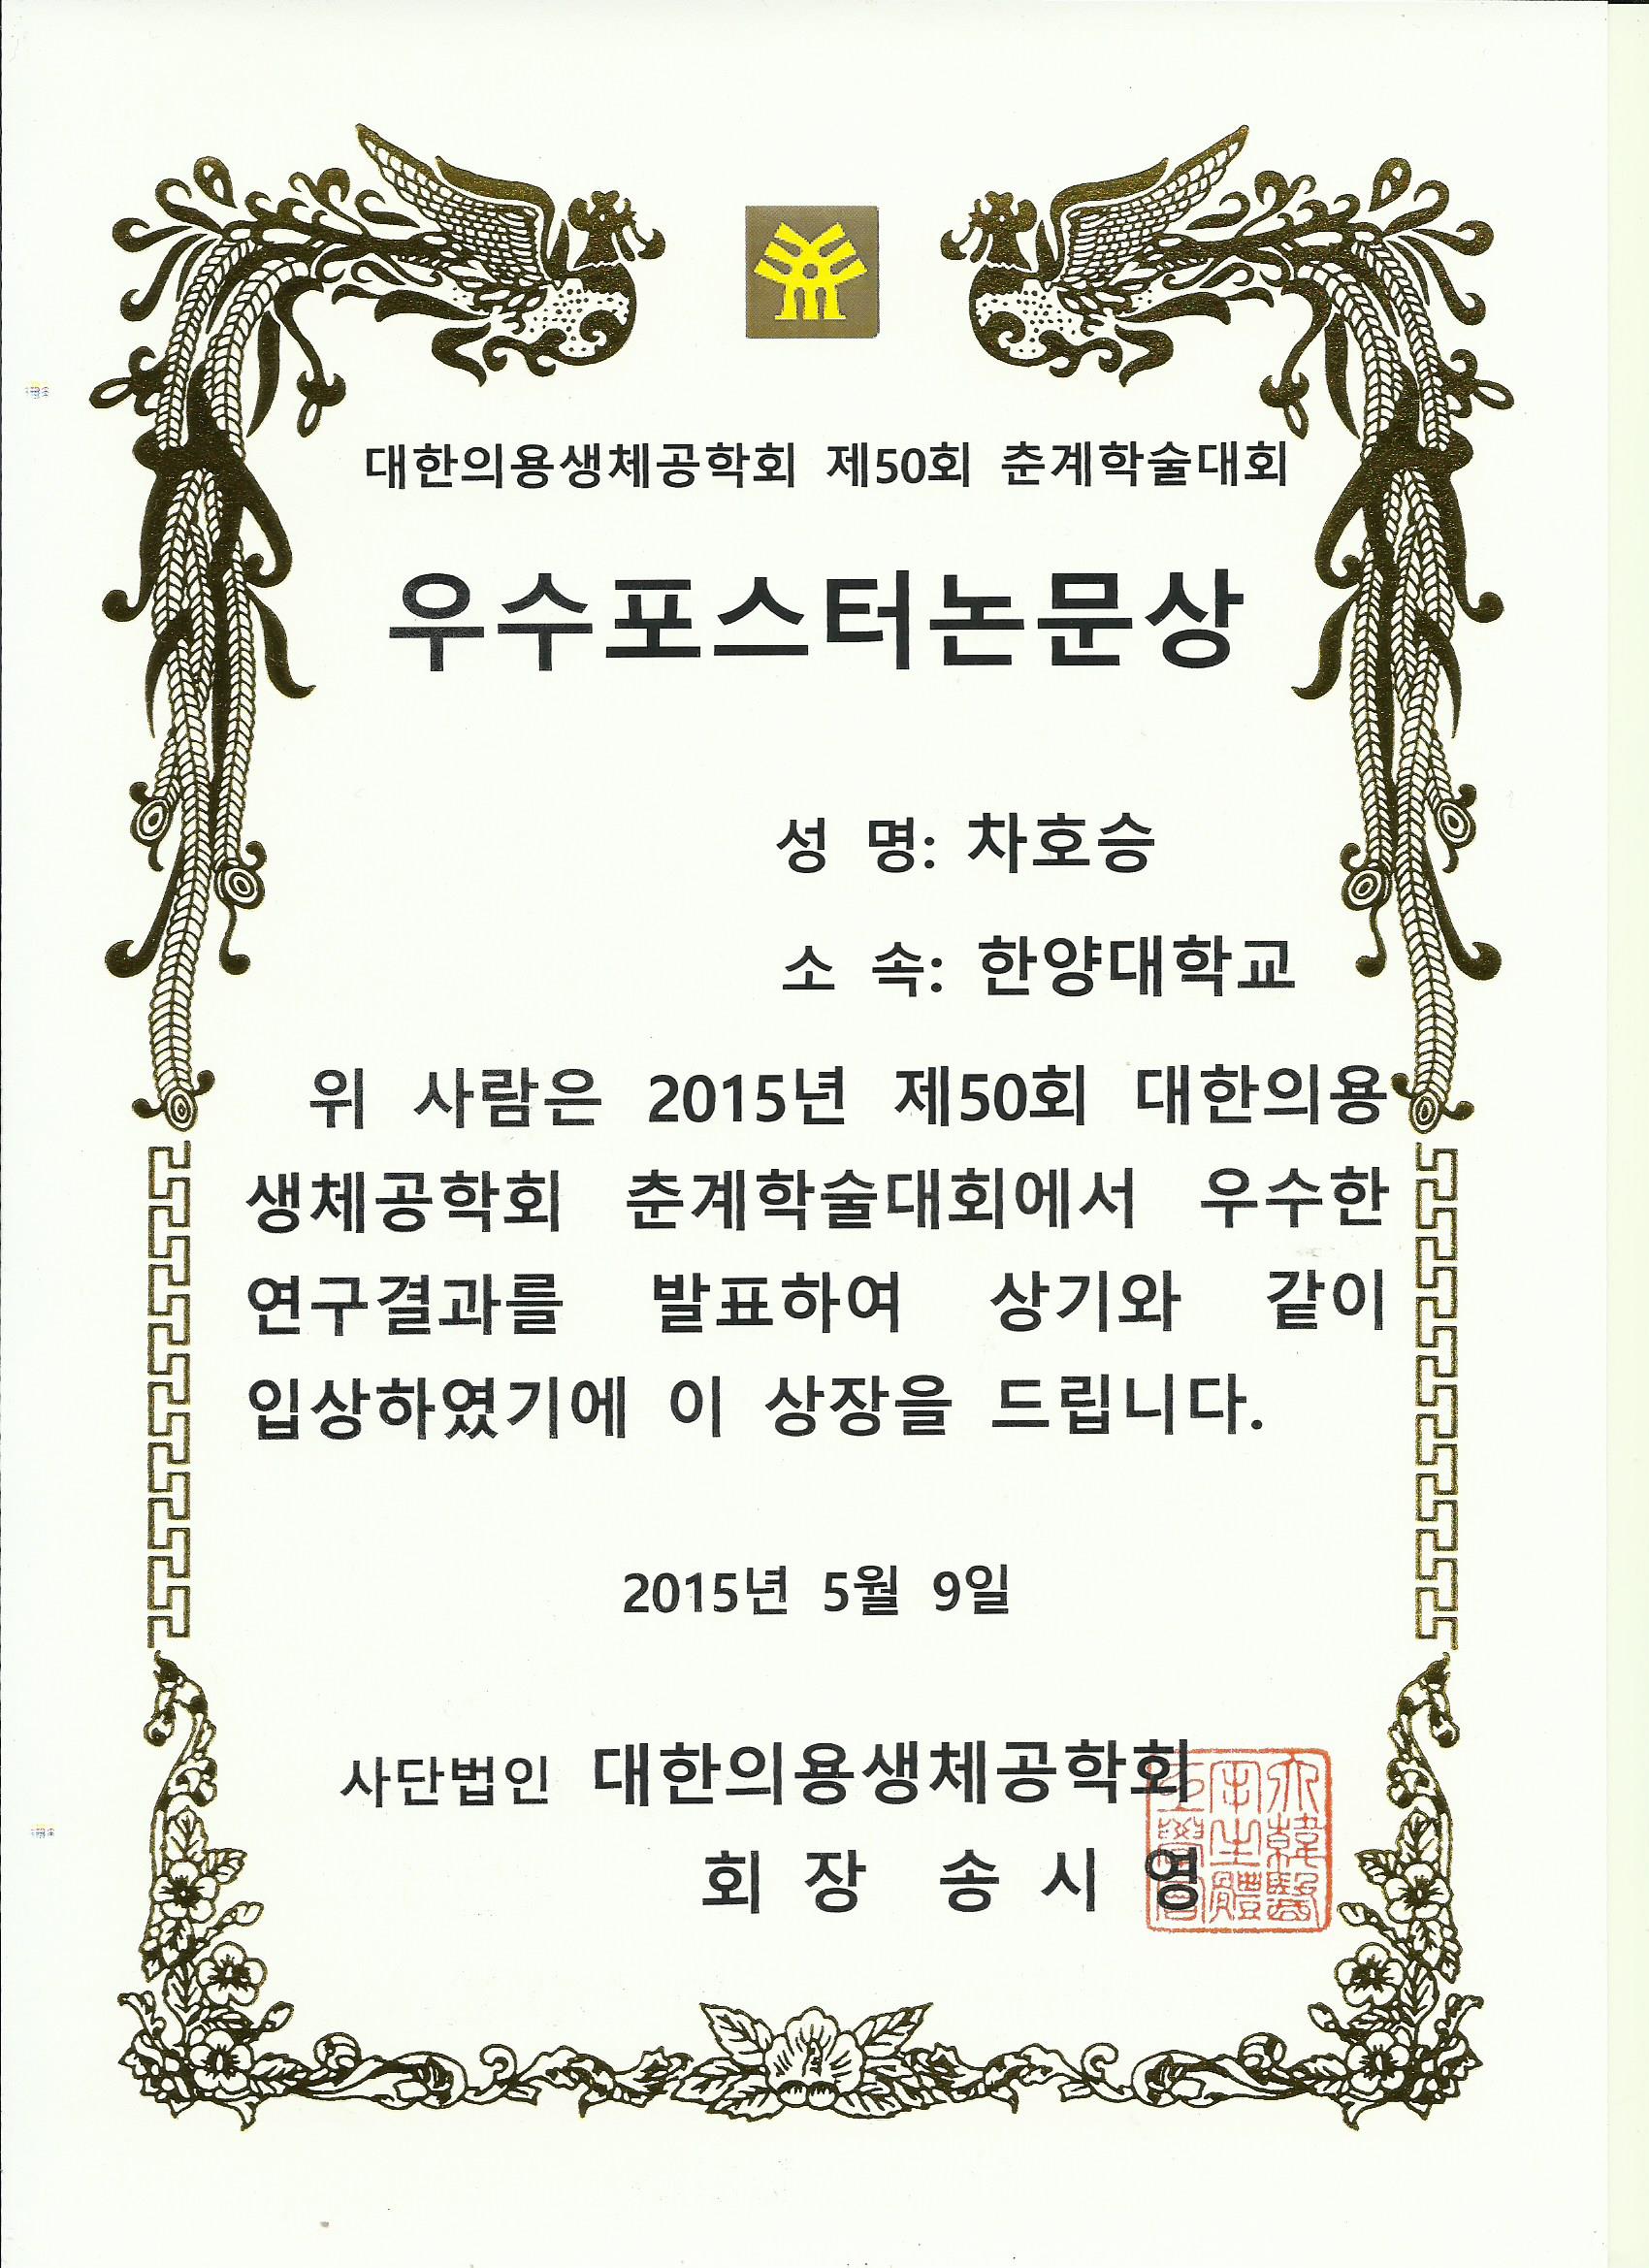 대한의용생체공학회 제50회 춘계학술대회
우수포스터논문상
성 명: 차호승
소 속: 한양대학교
위 사람은 2015년 제50회 대한의용
생체공학회 춘계학술대회에서 우수한
연구결과를 발표하여 상기와 같이
입상하였기에 이 상장을 드립니다.
2015년 5월 9일
사단법인 대한의용생체공학회
회 장 송 시 영